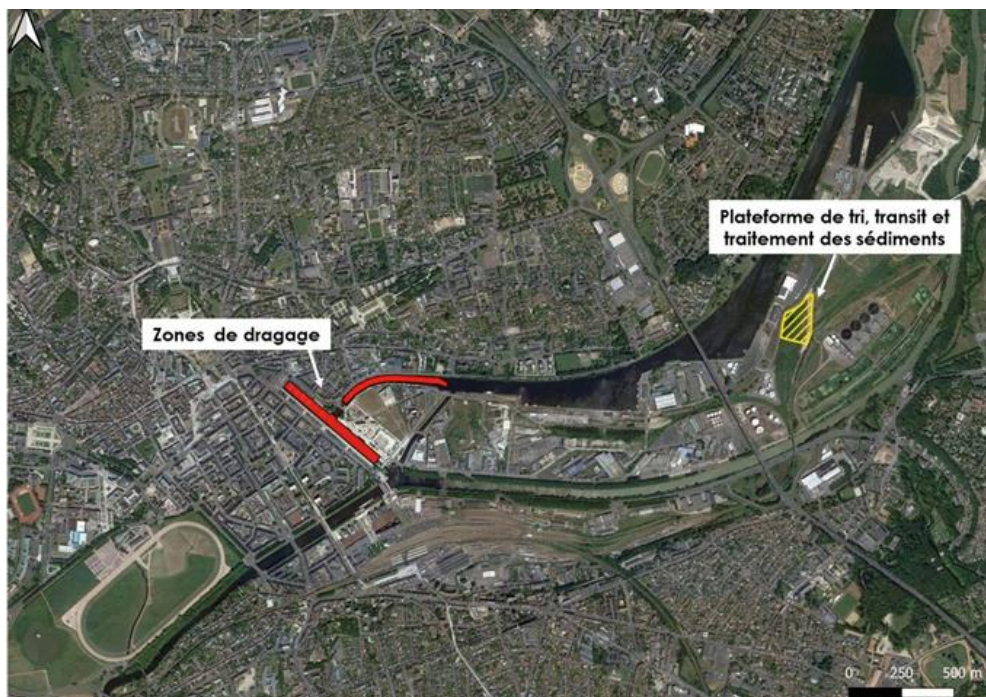 Plateforme de tri, transit et
traitement des sédiments
Zones de dragage
0 250 500 m